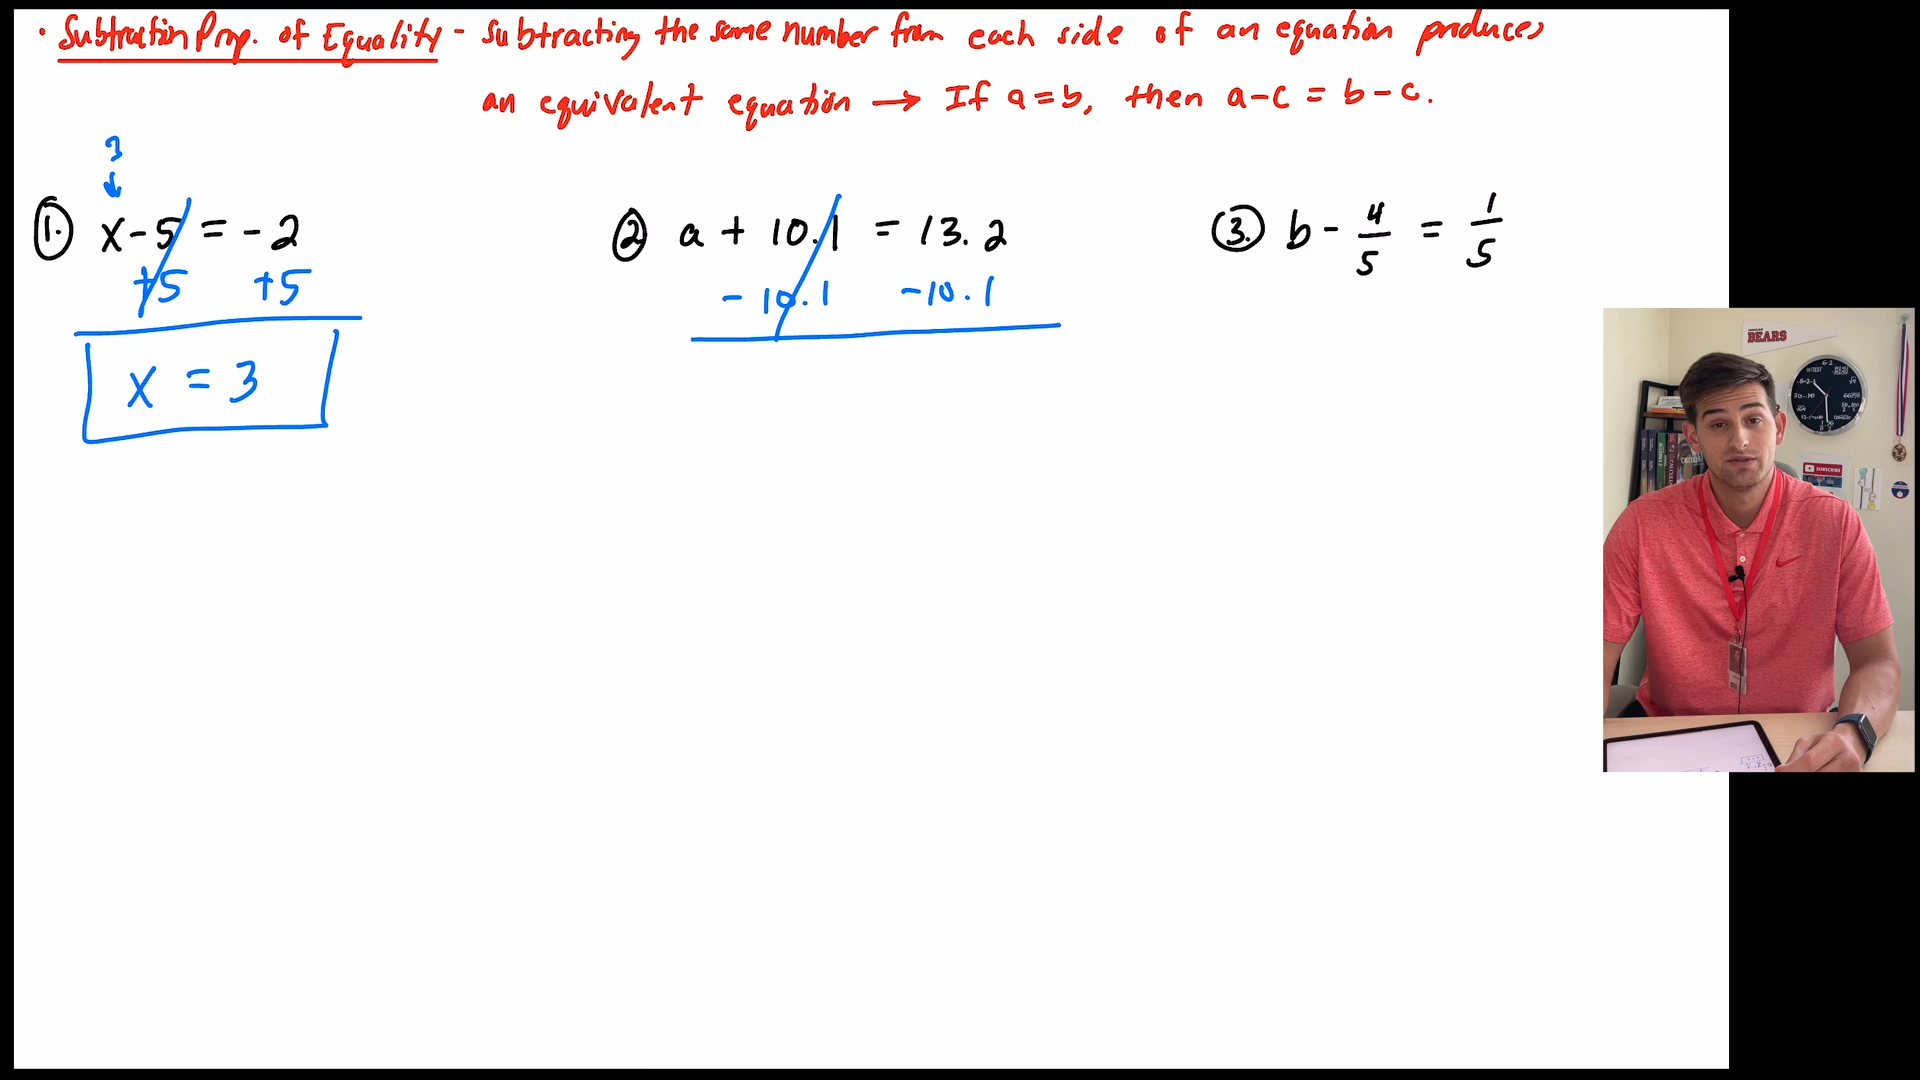 • Subtraction Prop. of Equality - subtracting the same number from each side of an equation produces
an equivalent equation → If a=b, then a-c = b-c.
3
↓
①. x-5 = -2
+5 +5
x = 3
② a + 10.1 = 13.2
-10.1 -10.1
③. b - 4/5 = 1/5
BEARS
SUBSCRIBE